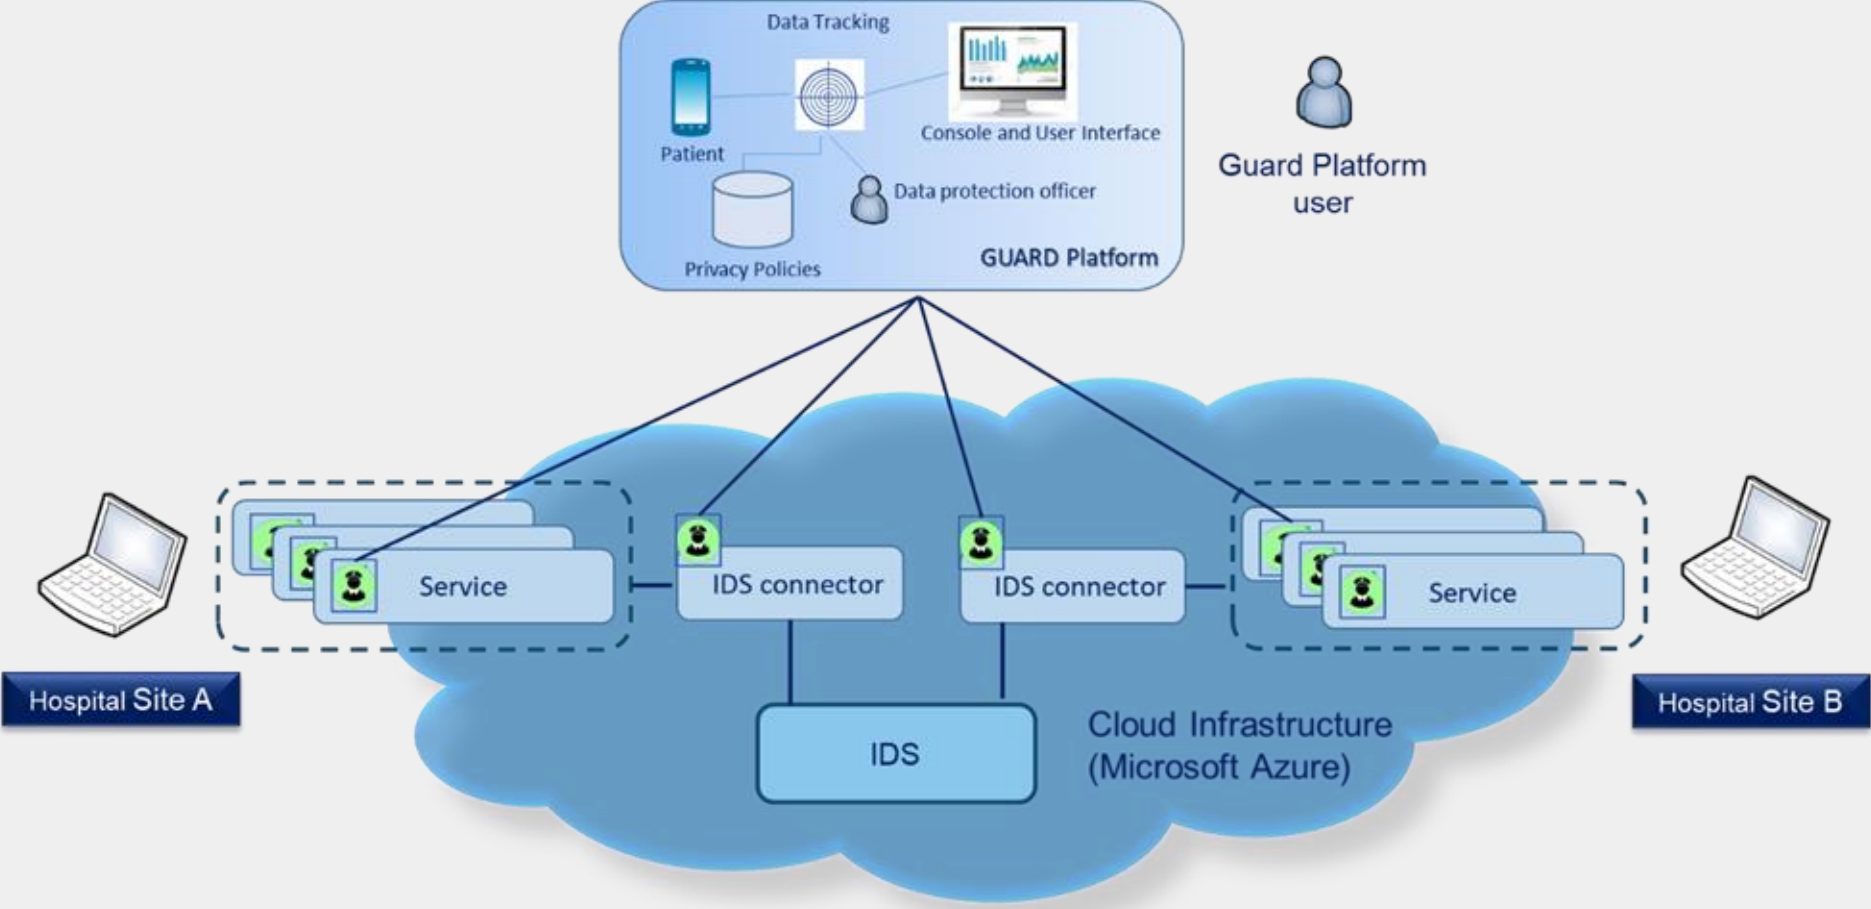 Data Tracking
Patient
Console and User Interface
Data protection officer
Privacy Policies
GUARD Platform
Guard Platform
user
Service
IDS connector
IDS connector
Service
Hospital Site A
Hospital Site B
IDS
Cloud Infrastructure
(Microsoft Azure)